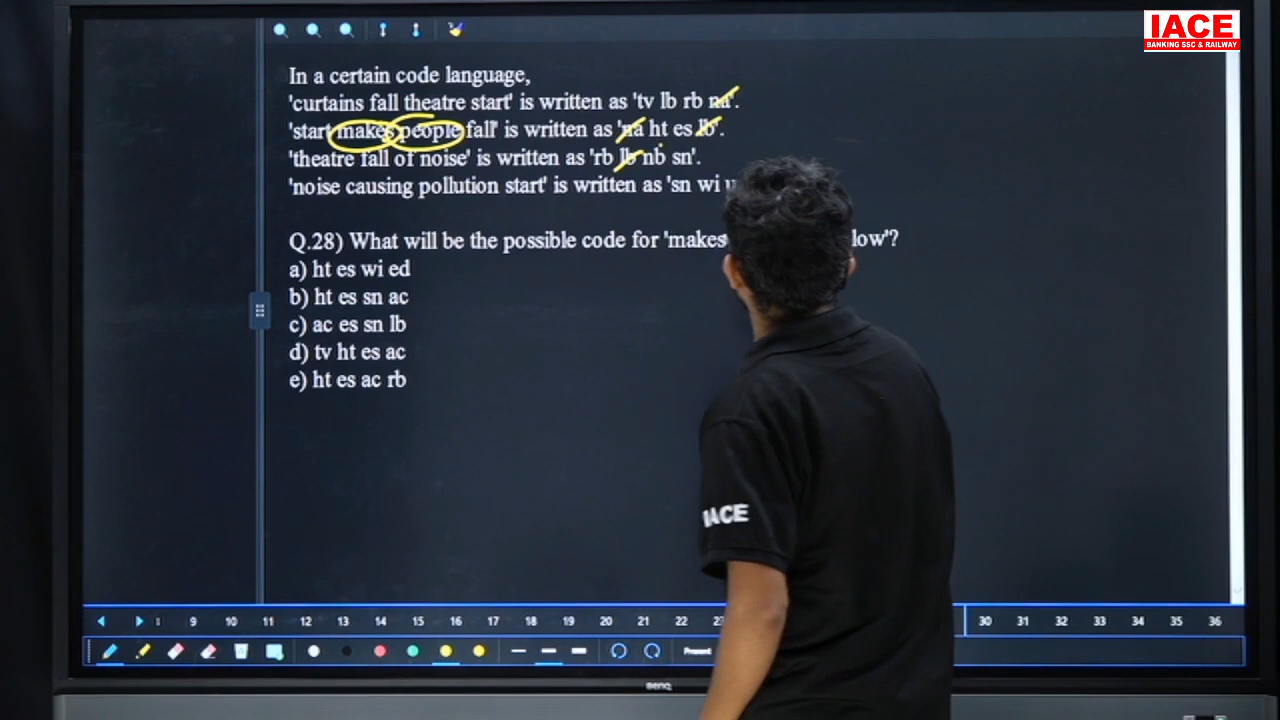 IACE
BANKING SSC & RAILWAY
In a certain code language,
'curtains fall theatre start' is written as 'tv lb rb na'.
'start makes people fall' is written as 'na ht es lb'.
'theatre fall of noise' is written as 'rb lb nb sn'.
'noise causing pollution start' is written as 'sn wi
Q.28) What will be the possible code for 'makes low'?
a) ht es wi ed
b) ht es sn ac
c) ac es sn lb
d) tv ht es ac
e) ht es ac rb
IACE
9 10 11 12 13 14 15 16 17 18 19 20 21 22 30 31 32 33 34 35 36
Present
BENQ